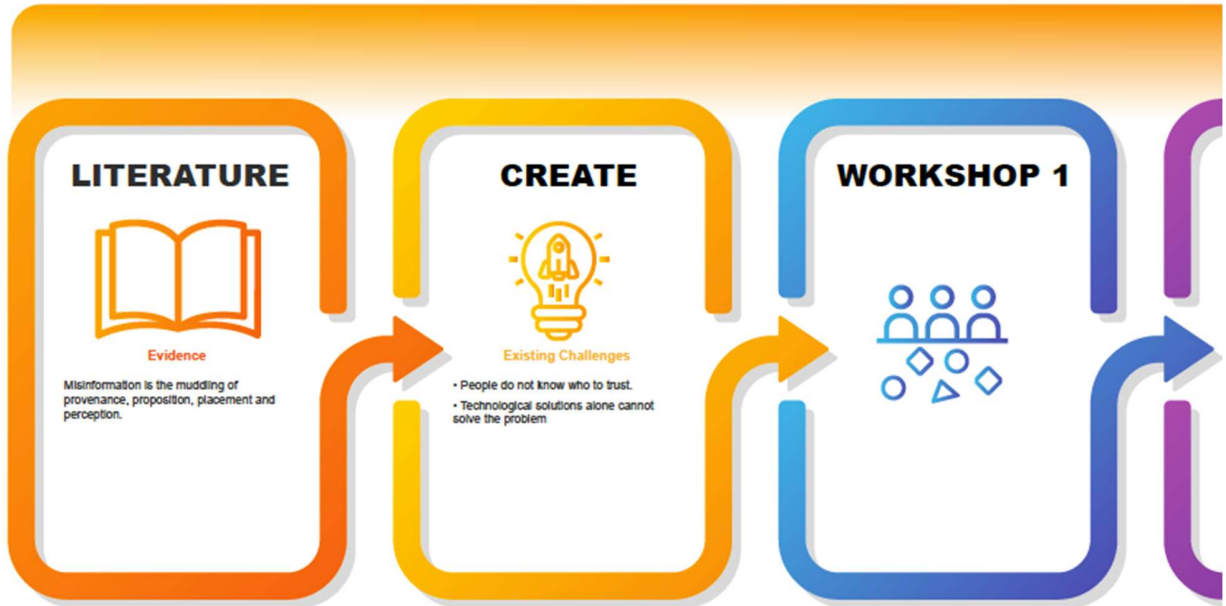 LITERATURE
Evidence
Misinformation is the muddling of
provenance, proposition, placement and
perception.
CREATE
Existing Challenges
• People do not know who to trust.
• Technological solutions alone cannot
solve the problem
WORKSHOP 1